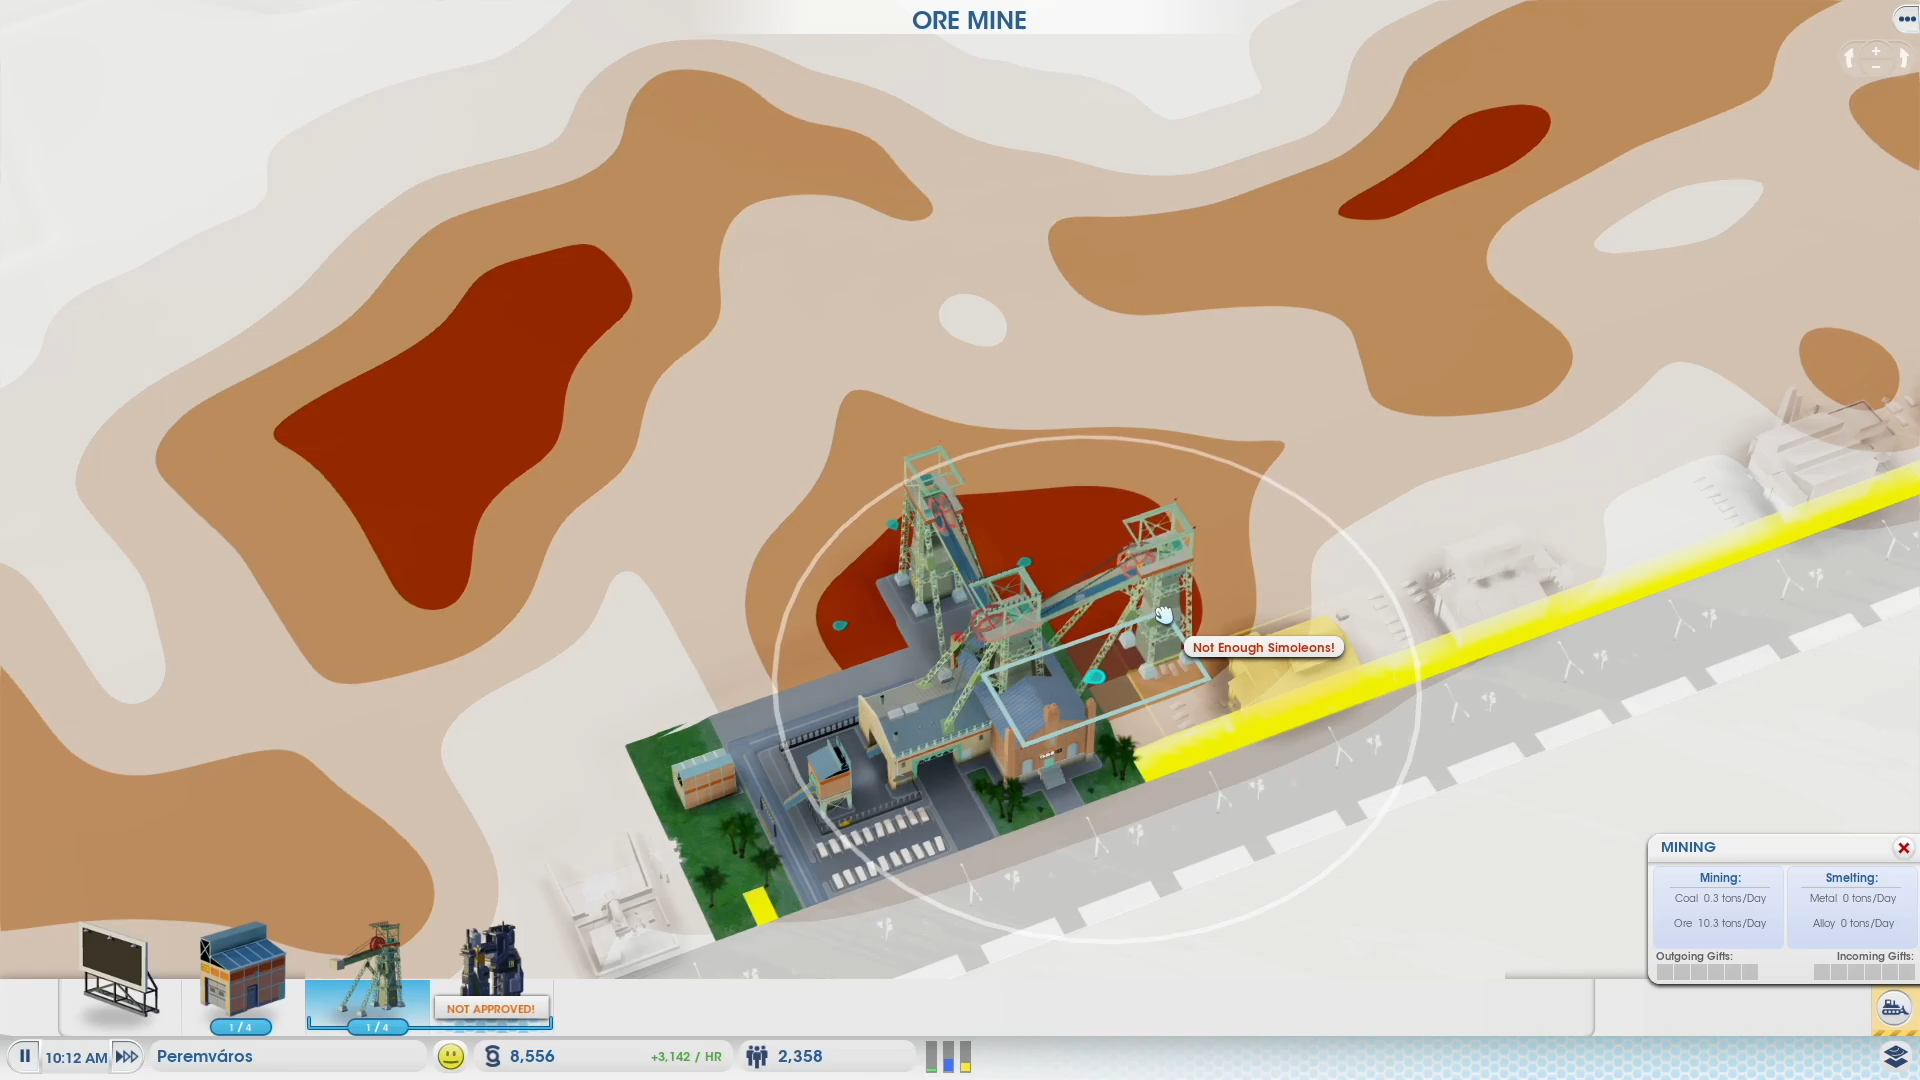 ORE MINE
Not Enough Simoleons!
MINING
Mining:
Smelting:
Coal 0.3 tons/Day
Metal 0 tons/Day
Ore 10.3 tons/Day
Alloy 0 tons/Day
Outgoing Gifts:
Incoming Gifts:
NOT APPROVED!
1 / 4
1 / 4
10:12 AM
Peremváros
8,556
+3,142 / HR
2,358